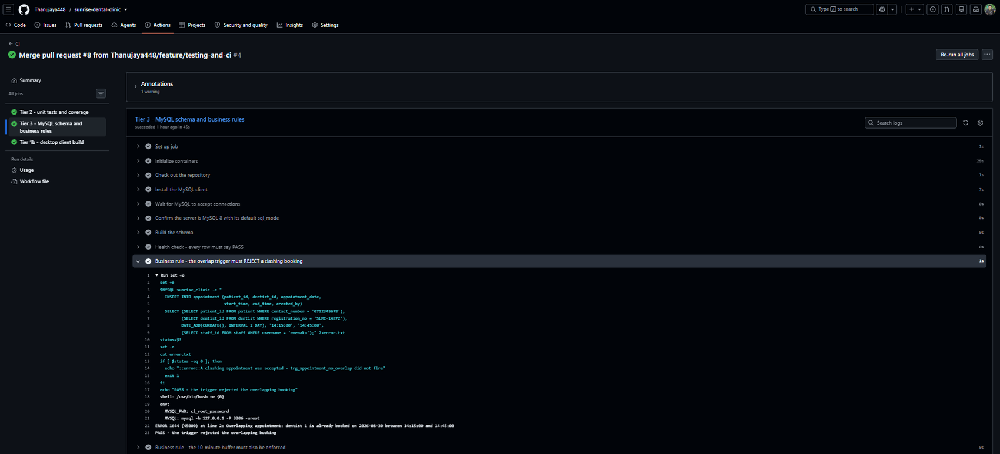 Thanujaya448 / sunrise-dental-clinic
Type / to search
Code Issues Pull requests Agents Actions Projects Security and quality Insights Settings
CI
Merge pull request #8 from Thanujaya448/feature/testing-and-ci #4
Re-run all jobs
Summary
All jobs
Tier 2 - unit tests and coverage
Tier 3 - MySQL schema and
business rules
Tier 1b - desktop client build
Run details
Usage
Workflow file
Annotations
1 warning
Tier 3 - MySQL schema and business rules
succeeded 1 hour ago in 45s
Search logs
Set up job 1s
Initialize containers 29s
Check out the repository 1s
Install the MySQL client 7s
Wait for MySQL to accept connections 0s
Confirm the server is MySQL 8 with its default sql_mode 0s
Build the schema 0s
Health check - every row must say PASS 0s
Business rule - the overlap trigger must REJECT a clashing booking 1s
1 ▼ Run set +e
2 set +e
3 $MYSQL sunrise_clinic -e "
4 INSERT INTO appointment (patient_id, dentist_id, appointment_date,
5 start_time, end_time, created_by)
6 SELECT (SELECT patient_id FROM patient WHERE contact_number = '0712345678'),
7 (SELECT dentist_id FROM dentist WHERE registration_no = 'SLMC-14872'),
8 DATE_ADD(CURDATE(), INTERVAL 2 DAY), '14:15:00', '14:45:00',
9 (SELECT staff_id FROM staff WHERE username = 'rmenaka');" 2>error.txt
10 status=$?
11 set -e
12 cat error.txt
13 if [ $status -eq 0 ]; then
14 echo "::error::A clashing appointment was accepted - trg_appointment_no_overlap did not fire"
15 exit 1
16 fi
17 echo "PASS - the trigger rejected the overlapping booking"
18 shell: /usr/bin/bash -e {0}
19 env:
20 MYSQL_PWD: ci_root_password
21 MYSQL: mysql -h 127.0.0.1 -P 3306 -uroot
22 ERROR 1644 (45000) at line 2: Overlapping appointment: dentist 1 is already booked on 2026-08-30 between 14:15:00 and 14:45:00
23 PASS - the trigger rejected the overlapping booking
Business rule - the 10-minute buffer must also be enforced 0s